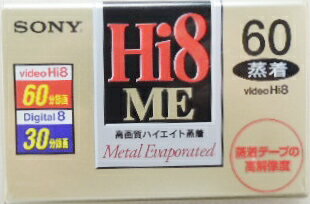 SONY
Hi8
ME
高画質ハイエイト蒸着
Metal Evaporated
60
蒸着
video Hi8
video Hi8
60分録画
Digital 8
30分録画
蒸着テープの
高解像度